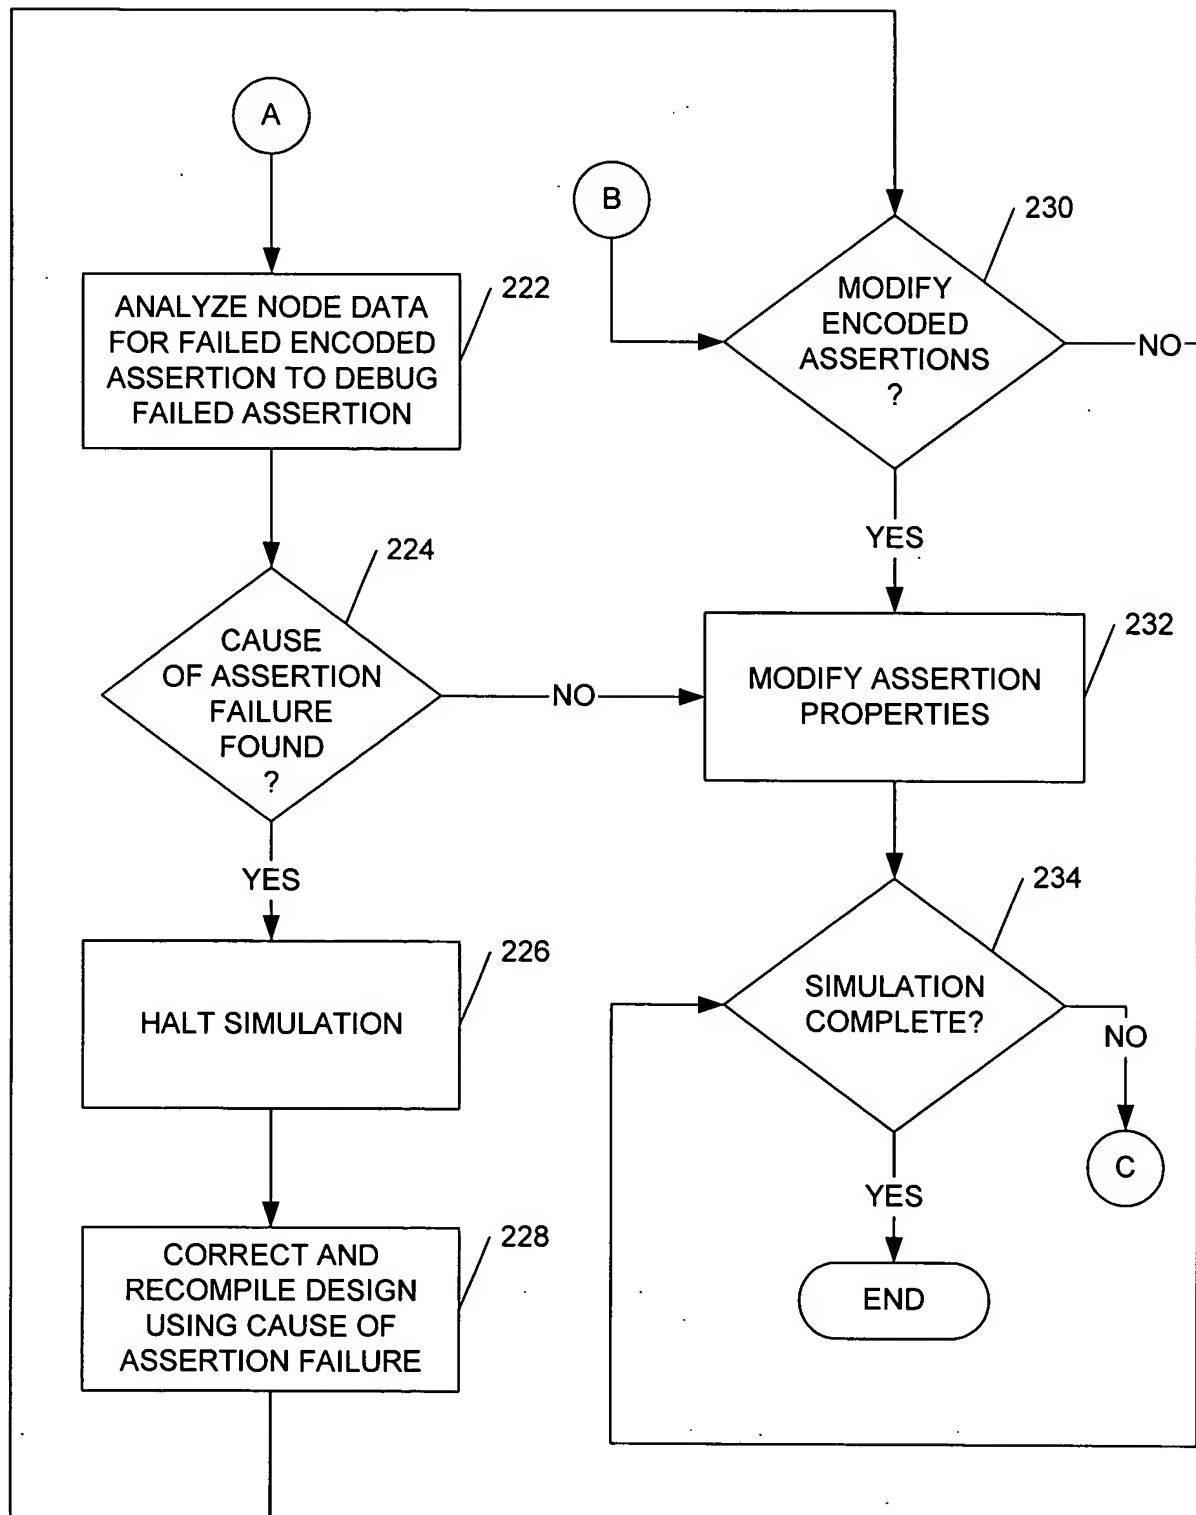 A
ANALYZE NODE DATA
FOR FAILED ENCODED
ASSERTION TO DEBUG
FAILED ASSERTION
222
CAUSE
OF ASSERTION
FAILURE
FOUND
?
224
NO
YES
HALT SIMULATION
226
CORRECT AND
RECOMPILE DESIGN
USING CAUSE OF
ASSERTION FAILURE
228
B
MODIFY
ENCODED
ASSERTIONS
?
230
NO
YES
MODIFY ASSERTION
PROPERTIES
232
SIMULATION
COMPLETE?
234
NO
C
YES
END